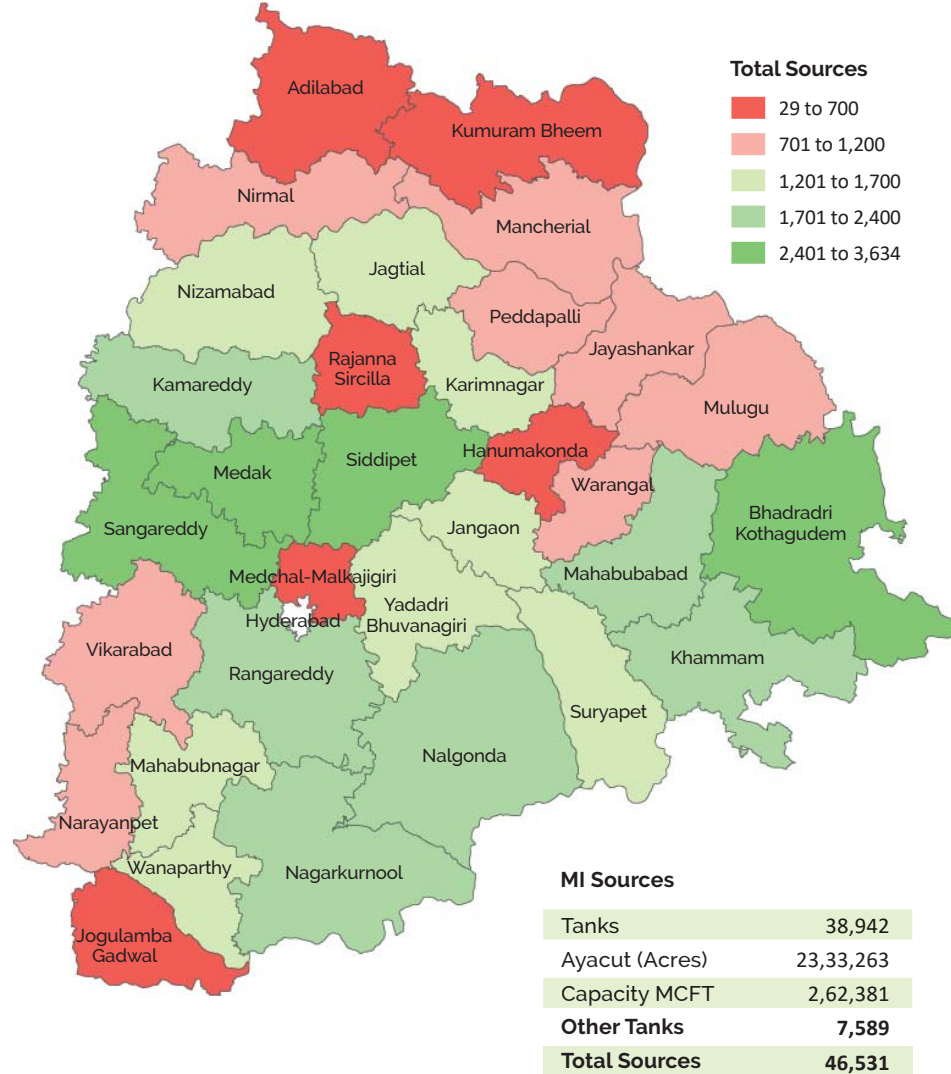 Total Sources
29 to 700
701 to 1,200
1,201 to 1,700
1,701 to 2,400
2,401 to 3,634
Adilabad
Kumuram Bheem
Nirmal
Mancherial
Jagtial
Nizamabad
Peddapalli
Jayashankar
Rajanna
Sircilla
Karimnagar
Kamareddy
Mulugu
Hanumakonda
Siddipet
Medak
Warangal
Bhadradri
Kothagudem
Sangareddy
Jangaon
Mahabubabad
Medchal-Malkajigiri
Yadadri
Bhuvanagiri
Hyderabad
Vikarabad
Khammam
Rangareddy
Suryapet
Nalgonda
Mahabubnagar
Narayanpet
Wanaparthy
Nagarkurnool
Jogulamba
Gadwal
MI Sources
Tanks 38,942
Ayacut (Acres) 23,33,263
Capacity MCFT 2,62,381
Other Tanks 7,589
Total Sources 46,531